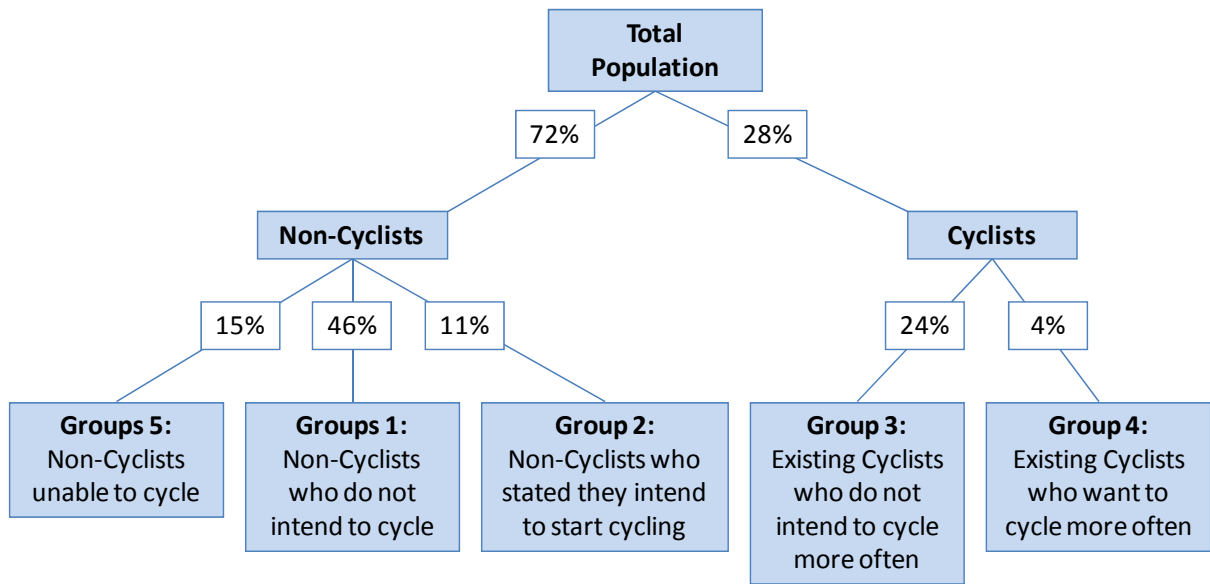 Total
Population
72%
28%
Non-Cyclists
Cyclists
15%
46%
11%
24%
4%
Groups 5:
Non-Cyclists
unable to cycle
Groups 1:
Non-Cyclists
who do not
intend to cycle
Group 2:
Non-Cyclists who
stated they intend
to start cycling
Group 3:
Existing Cyclists
who do not
intend to cycle
more often
Group 4:
Existing Cyclists
who want to
cycle more often